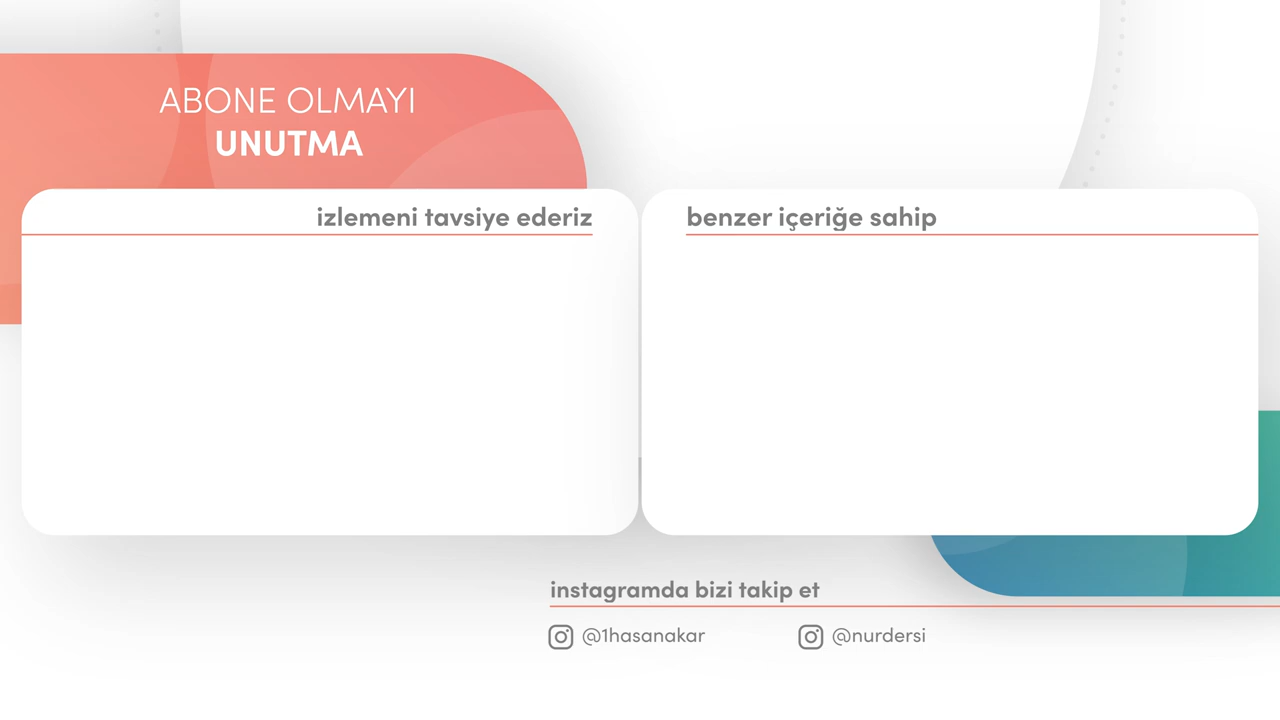 ABONE OLMAYI
UNUTMA
izlemeni tavsiye ederiz
benzer içeriğe sahip
instagramda bizi takip et
@1hasanakar
@nurdersi